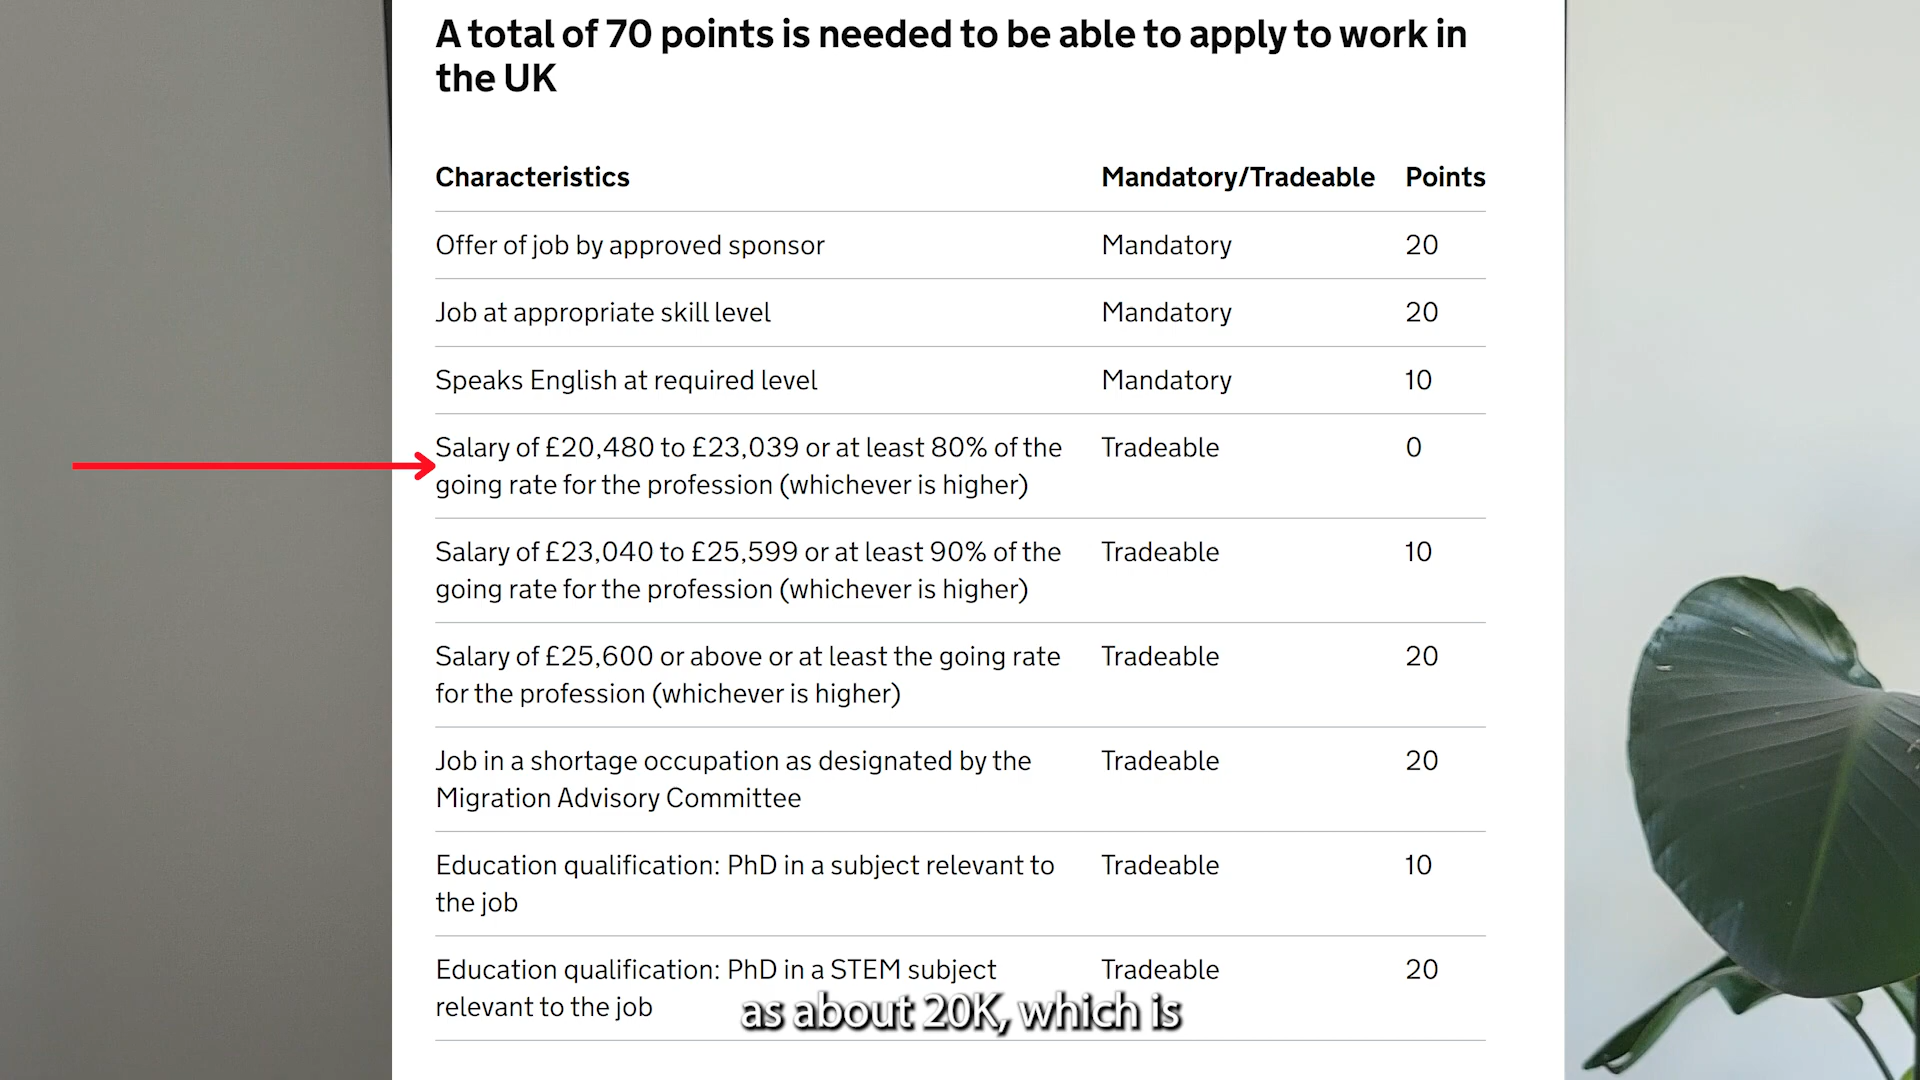 A total of 70 points is needed to be able to apply to work in
the UK
Characteristics Mandatory/Tradeable Points
Offer of job by approved sponsor Mandatory 20
Job at appropriate skill level Mandatory 20
Speaks English at required level Mandatory 10
Salary of £20,480 to £23,039 or at least 80% of the Tradeable 0
going rate for the profession (whichever is higher)
Salary of £23,040 to £25,599 or at least 90% of the Tradeable 10
going rate for the profession (whichever is higher)
Salary of £25,600 or above or at least the going rate Tradeable 20
for the profession (whichever is higher)
Job in a shortage occupation as designated by the Tradeable 20
Migration Advisory Committee
Education qualification: PhD in a subject relevant to Tradeable 10
the job
Education qualification: PhD in a STEM subject Tradeable 20
relevant to the job
as about 20K, which is